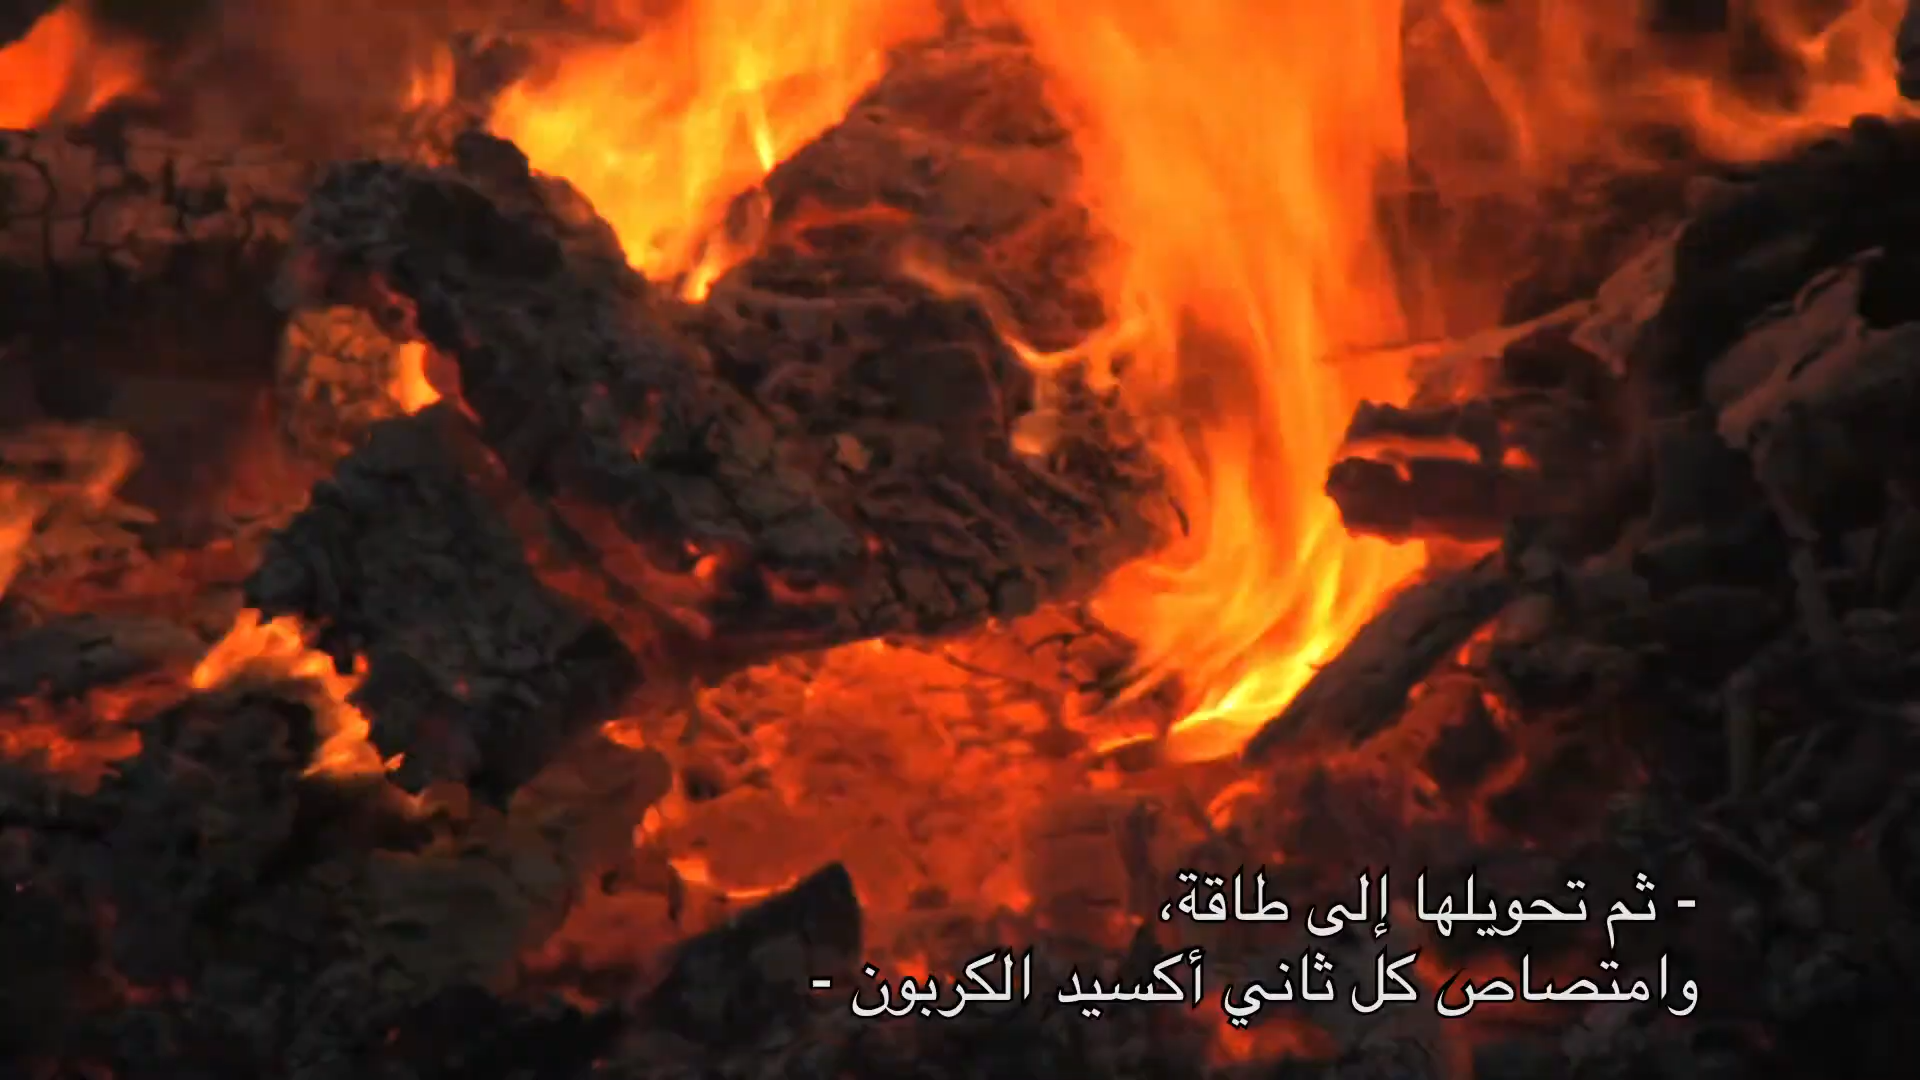 - ثم تحويلها إلى طاقة،
وامتصاص كل ثاني أكسيد الكربون -